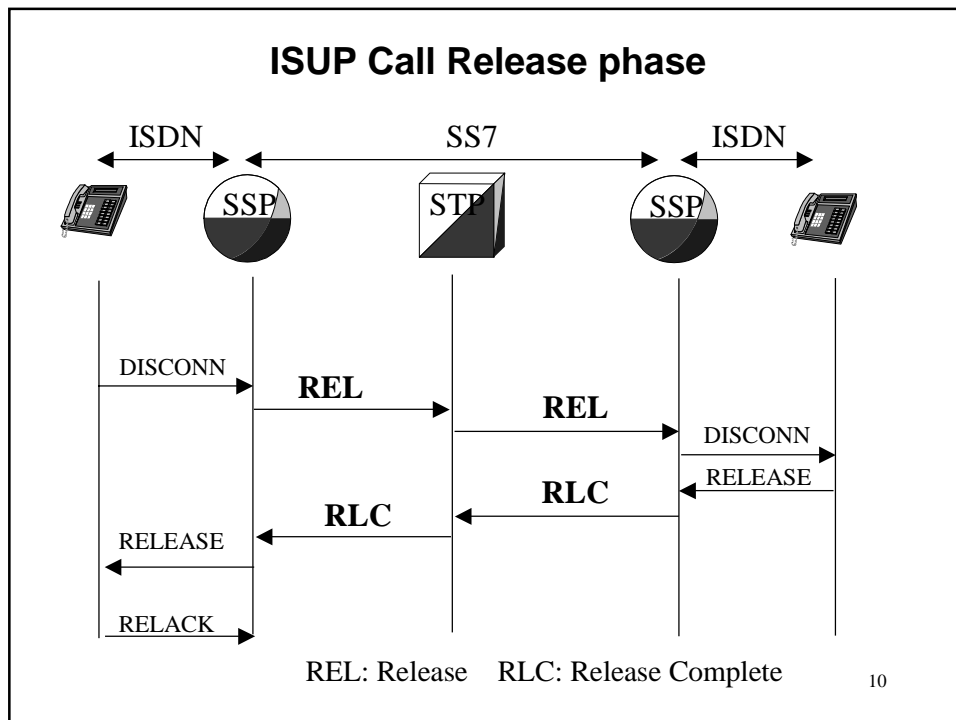 ISUP Call Release phase
ISDN SS7 ISDN
SSP STP SSP
DISCONN
REL
REL
DISCONN
RELEASE
RLC
RLC
RELEASE
RELACK
REL: Release RLC: Release Complete
10